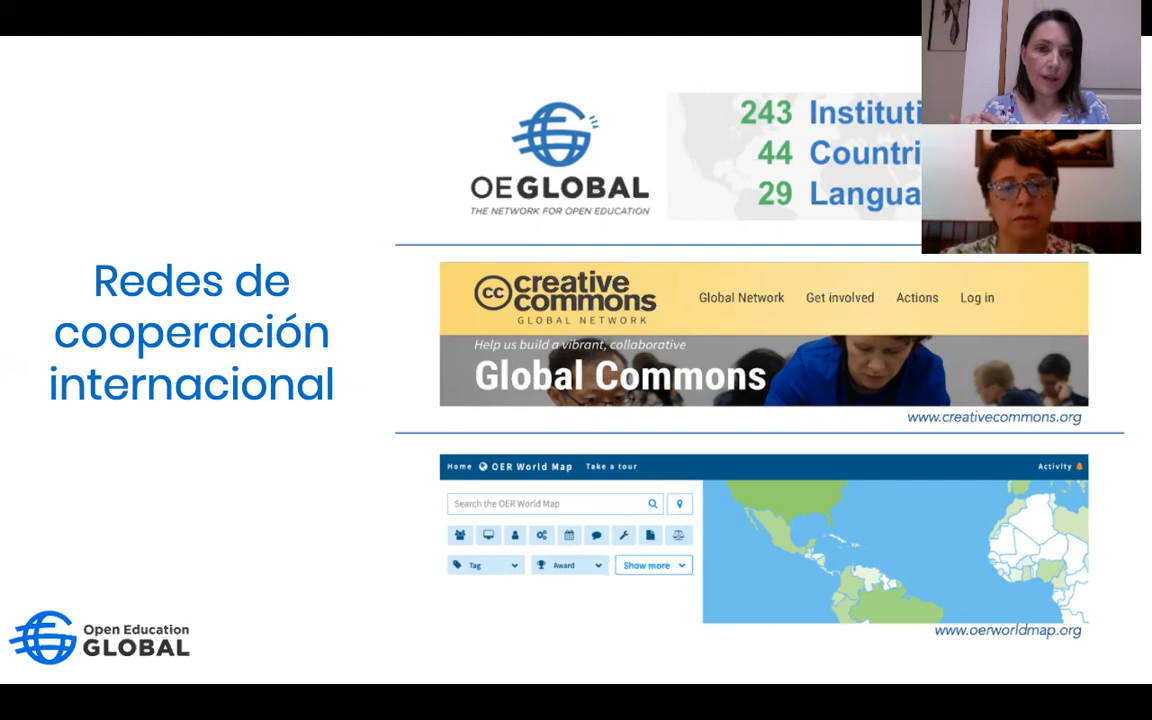 Redes de
cooperación
internacional
OEGLOBAL
THE NETWORK FOR OPEN EDUCATION
243 Instituti
44 Countri
29 Langua
cc creative
commons
GLOBAL NETWORK
Global Network Get involved Actions Log in
Help us build a vibrant, collaborative
Global Commons
www.creativecommons.org
Home OER World Map Take a tour Activity
Search the OER World Map
Tag Award Show more
www.oerworldmap.org
Open Education
GLOBAL